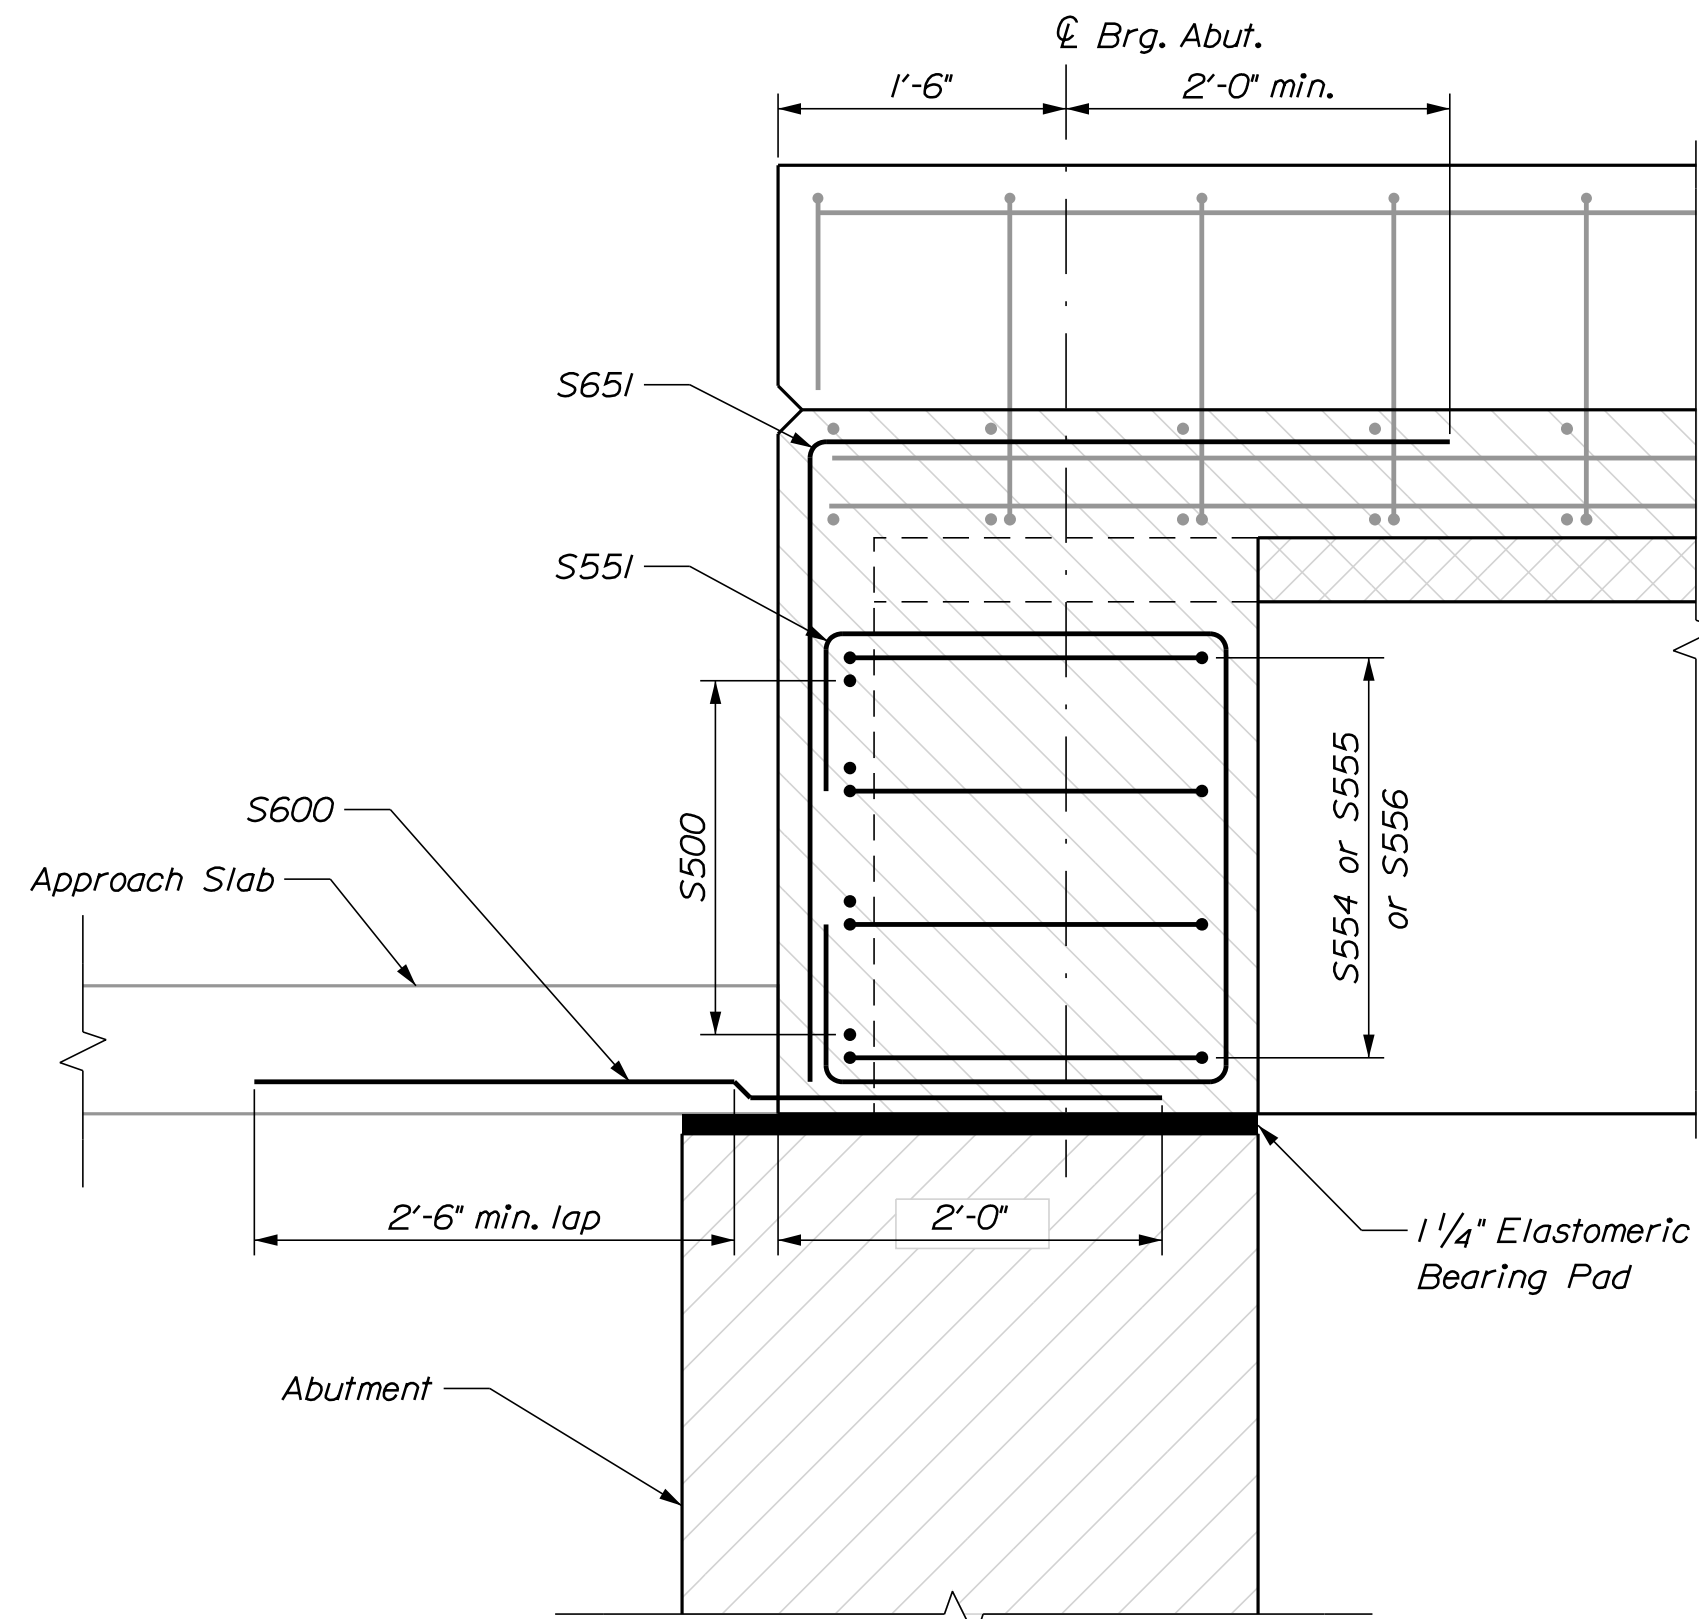 ℄ Brg. Abut.
1'-6"
2'-0" min.
S651
S551
S600
S500
S554 or S555
or S556
Approach Slab
2'-6" min. lap
2'-0"
1 1/4" Elastomeric
Bearing Pad
Abutment